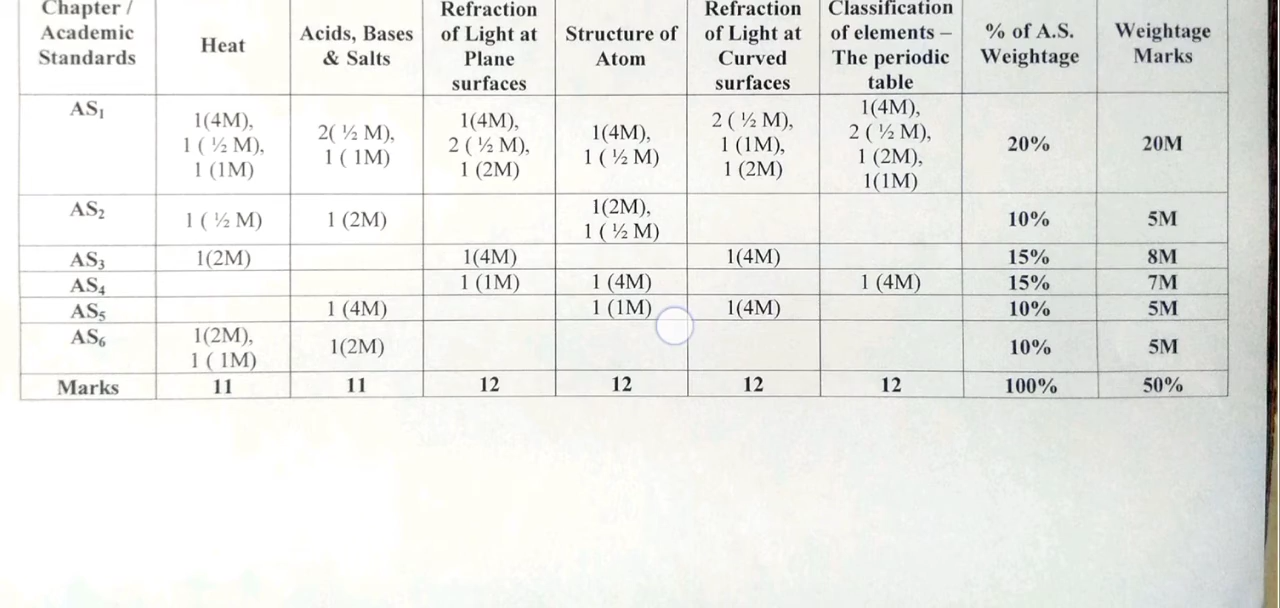 Chapter / Academic Standards | Heat | Acids, Bases & Salts | Refraction of Light at Plane surfaces | Structure of Atom | Refraction of Light at Curved surfaces | Classification of elements – The periodic table | % of A.S. Weightage | Weightage Marks
AS₁ | 1(4M), 1 ( ½ M), 1 (1M) | 2( ½ M), 1 ( 1M) | 1(4M), 2 ( ½ M), 1 (2M) | 1(4M), 1 ( ½ M) | 2 ( ½ M), 1 (1M), 1 (2M) | 1(4M), 2 ( ½ M), 1 (2M), 1(1M) | 20% | 20M
AS₂ | 1 ( ½ M) | 1 (2M) | | 1(2M), 1 ( ½ M) | | | 10% | 5M
AS₃ | 1(2M) | | 1(4M) | | 1(4M) | | 15% | 8M
AS₄ | | | 1 (1M) | 1 (4M) | | 1 (4M) | 15% | 7M
AS₅ | | 1 (4M) | | 1 (1M) | 1(4M) | | 10% | 5M
AS₆ | 1(2M), 1 ( 1M) | 1(2M) | | | | | 10% | 5M
Marks | 11 | 11 | 12 | 12 | 12 | 12 | 100% | 50%